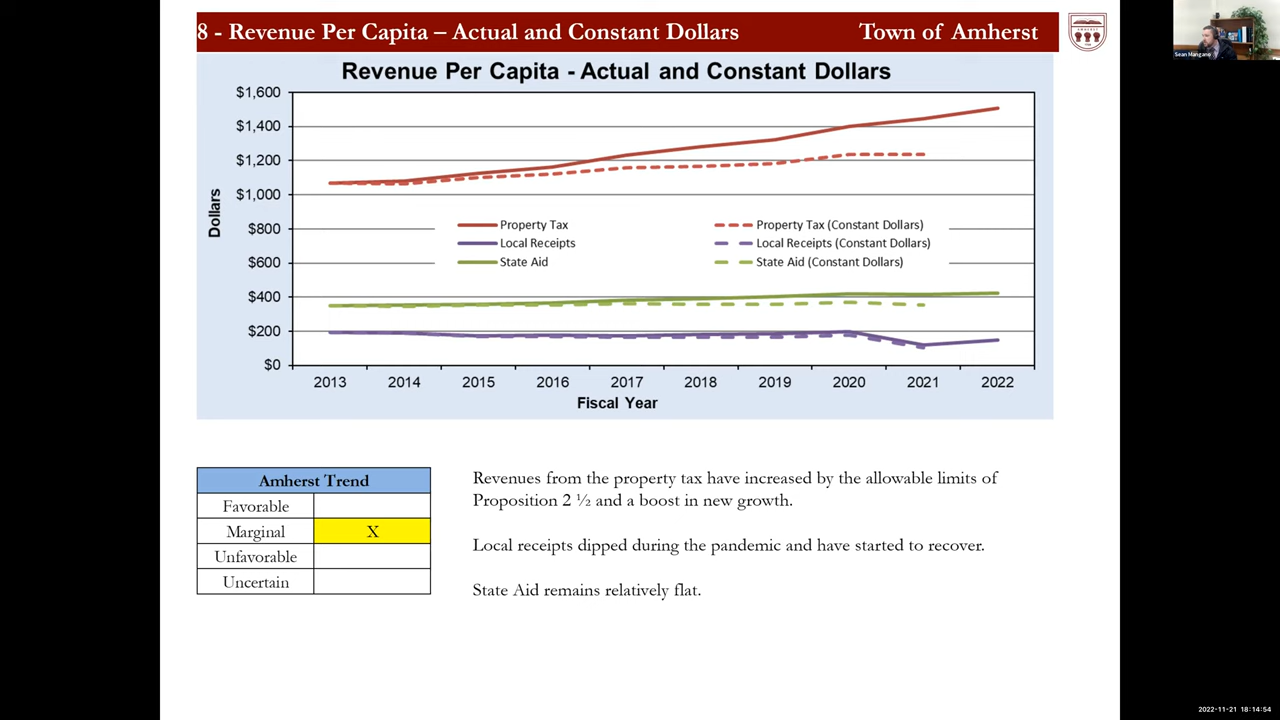 8 - Revenue Per Capita – Actual and Constant Dollars
Town of Amherst
Sean Mangano
Revenue Per Capita - Actual and Constant Dollars
$1,600
$1,400
$1,200
$1,000
$800
$600
$400
$200
$0
Dollars
Property Tax
Property Tax (Constant Dollars)
Local Receipts
Local Receipts (Constant Dollars)
State Aid
State Aid (Constant Dollars)
2013 2014 2015 2016 2017 2018 2019 2020 2021 2022
Fiscal Year
Amherst Trend
Favorable
Marginal X
Unfavorable
Uncertain
Revenues from the property tax have increased by the allowable limits of
Proposition 2 ½ and a boost in new growth.
Local receipts dipped during the pandemic and have started to recover.
State Aid remains relatively flat.
2022-11-21 18:14:54